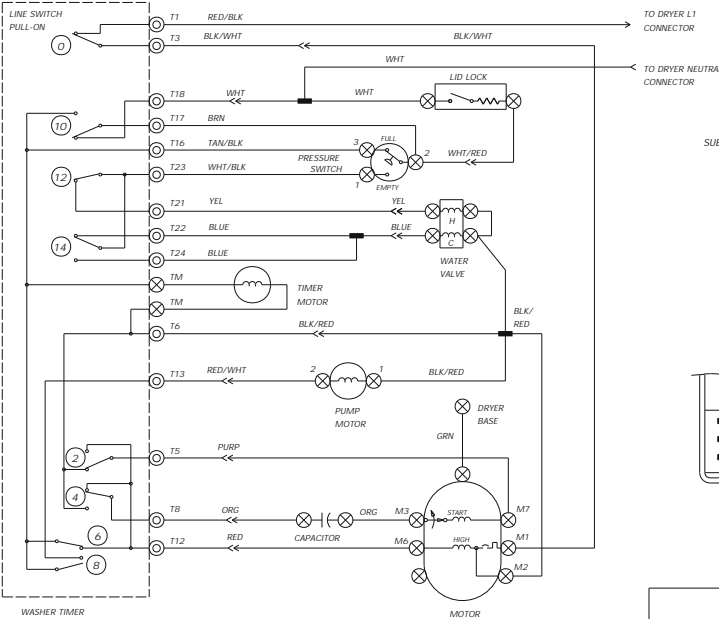 LINE SWITCH
PULL-ON
0
T1 RED/BLK
TO DRYER L1
CONNECTOR
T3 BLK/WHT BLK/WHT
WHT
TO DRYER NEUTRA
CONNECTOR
T18 WHT WHT
LID LOCK
10
T17 BRN
T16 TAN/BLK
3 FULL
SUB
PRESSURE
SWITCH
2 WHT/RED
12
T23 WHT/BLK
1 EMPTY
T21 YEL YEL
H
T22 BLUE BLUE
C
14
T24 BLUE
WATER
VALVE
TM
TIMER
MOTOR
TM
BLK/
RED
T6 BLK/RED
T13 RED/WHT 2 1 BLK/RED
PUMP
MOTOR
DRYER
BASE
GRN
2
T5 PURP
4
T8 ORG ORG M3 START M7
CAPACITOR
6
T12 RED M6 HIGH M1
8
M2
WASHER TIMER
MOTOR